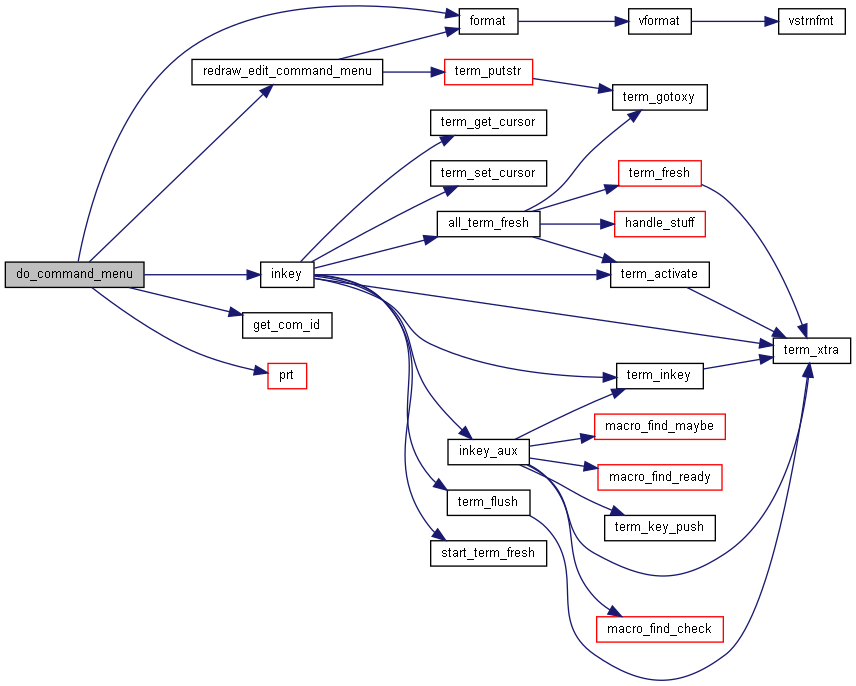 format
vformat
vstrnfmt
redraw_edit_command_menu
term_putstr
term_gotoxy
term_get_cursor
term_set_cursor
term_fresh
all_term_fresh
handle_stuff
do_command_menu
inkey
term_activate
get_com_id
term_xtra
prt
term_inkey
macro_find_maybe
inkey_aux
macro_find_ready
term_flush
term_key_push
start_term_fresh
macro_find_check